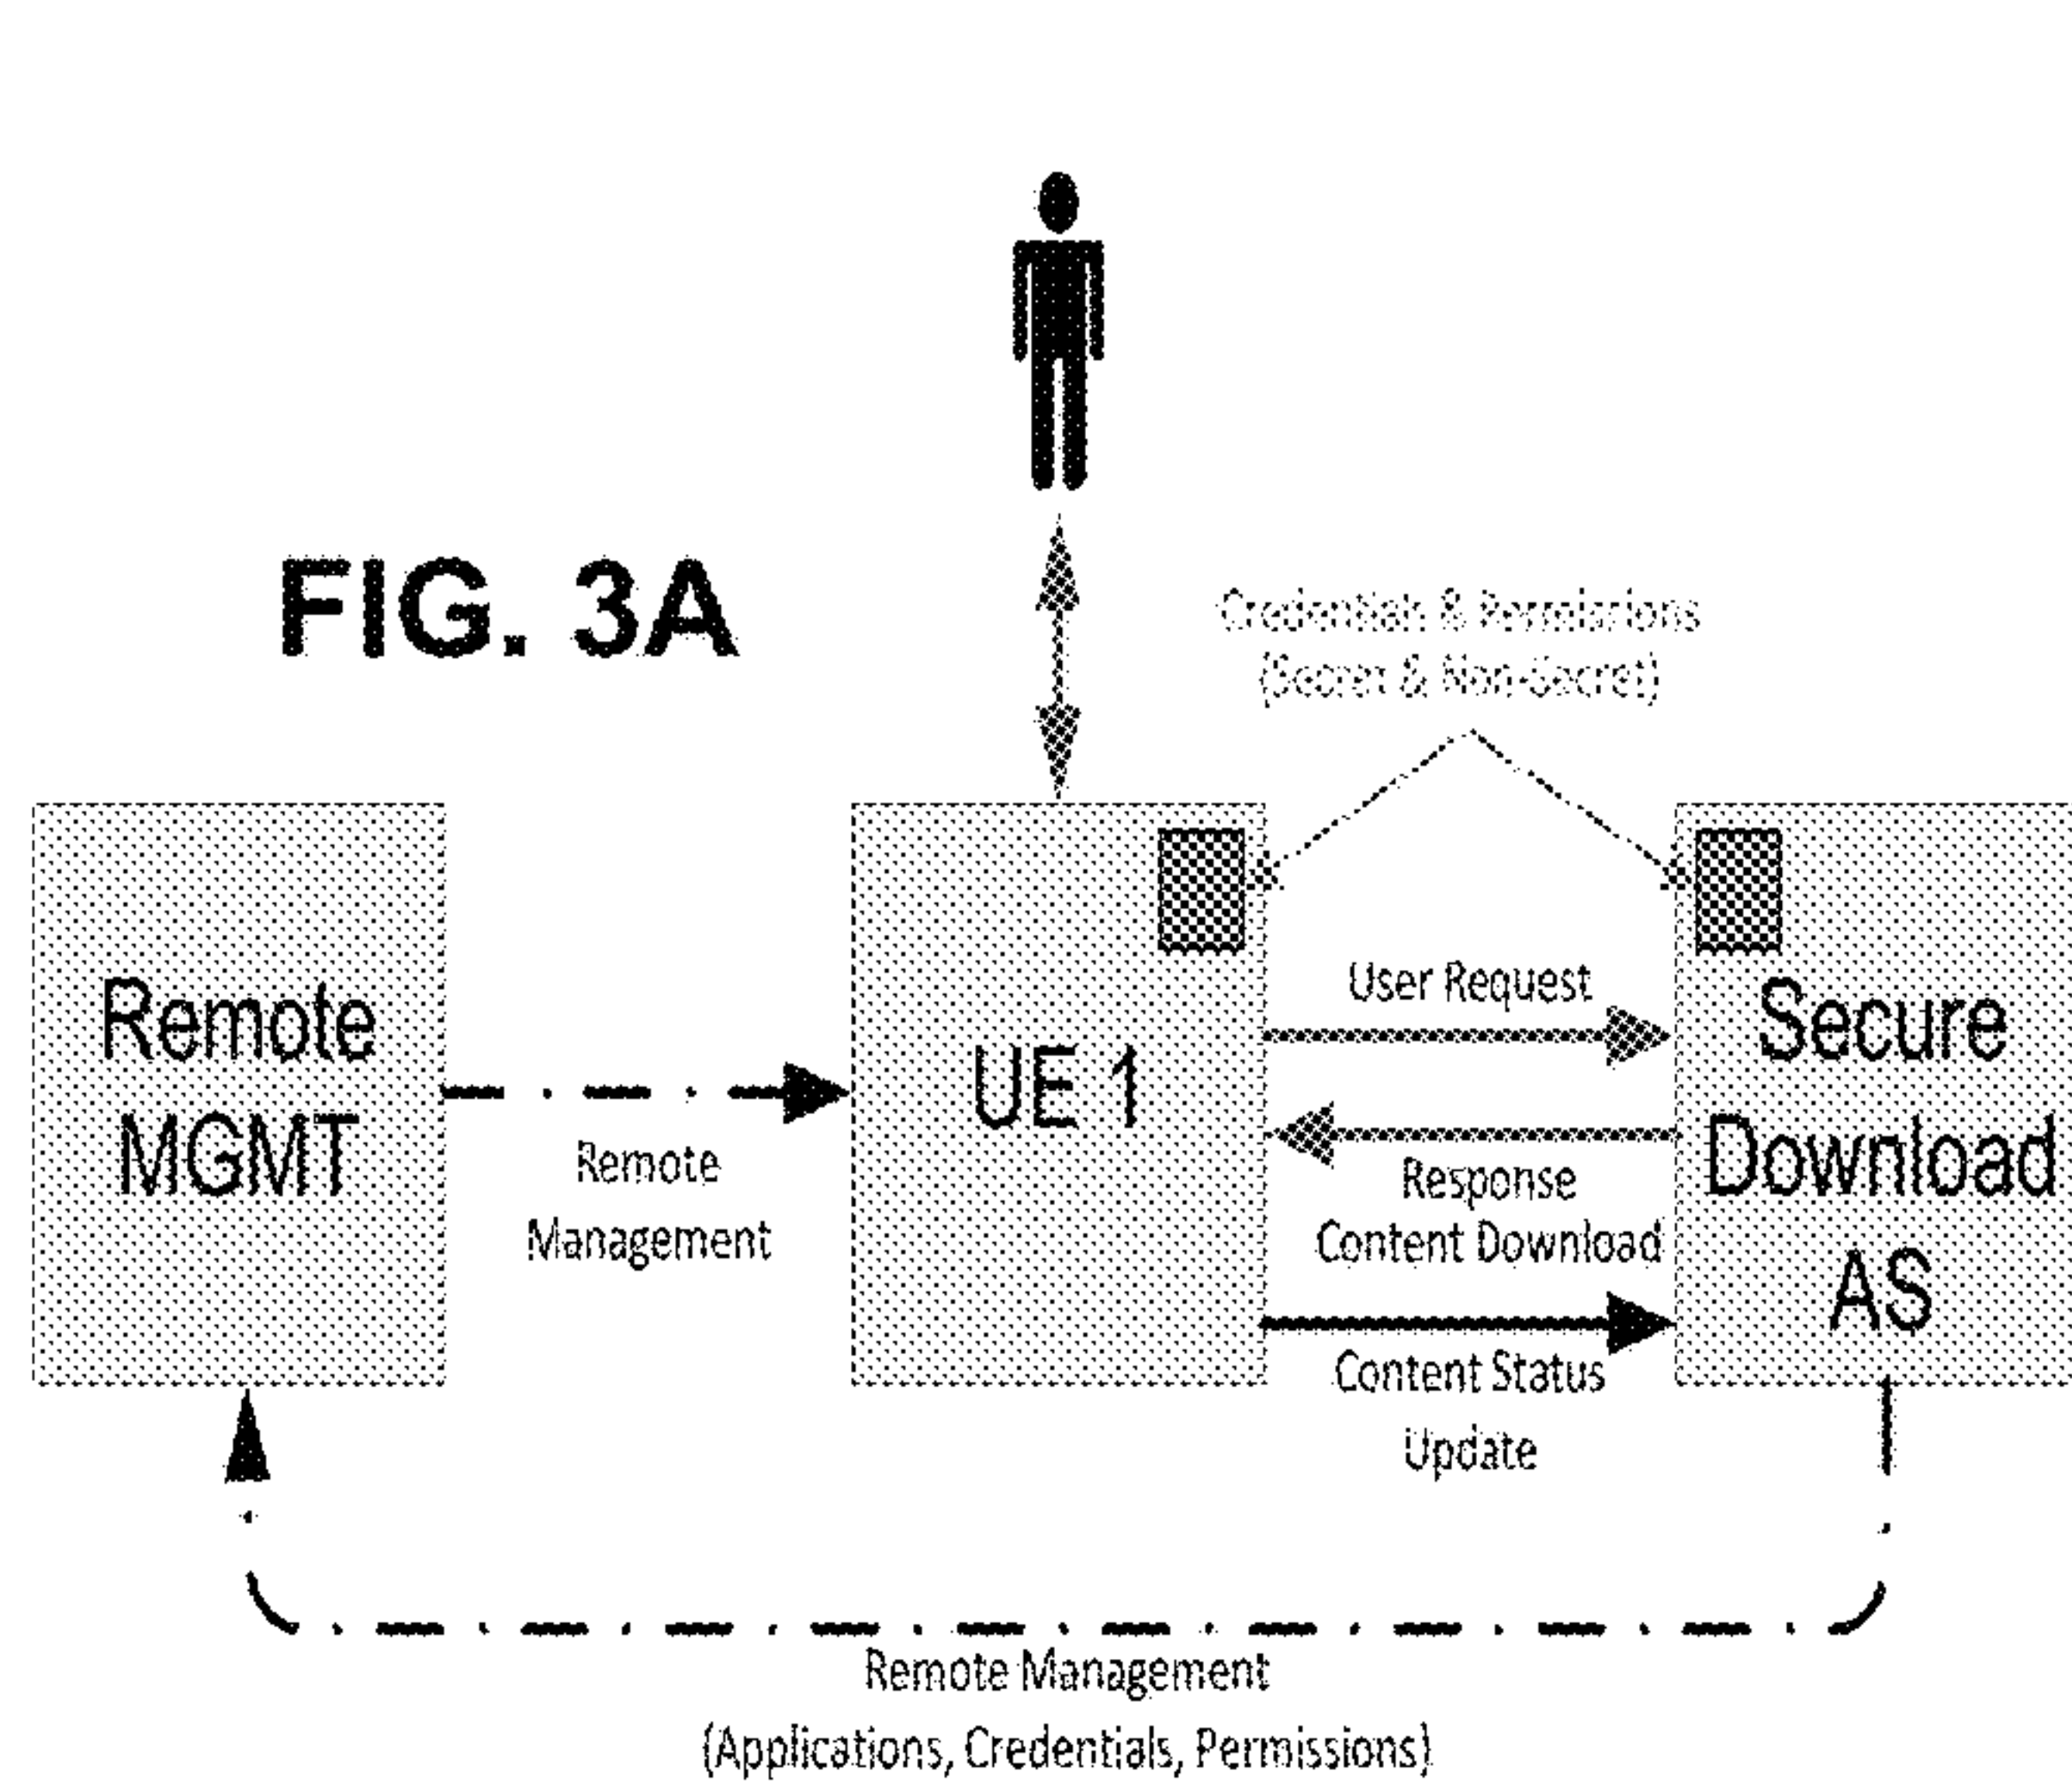 FIG. 3A
Credentials & Permissions
(Secret & Non-Secret)
Remote
MGMT
Remote
Management
UE 1
User Request
Response
Content Download
Content Status
Update
Secure
Download
AS
Remote Management
(Applications, Credentials, Permissions)